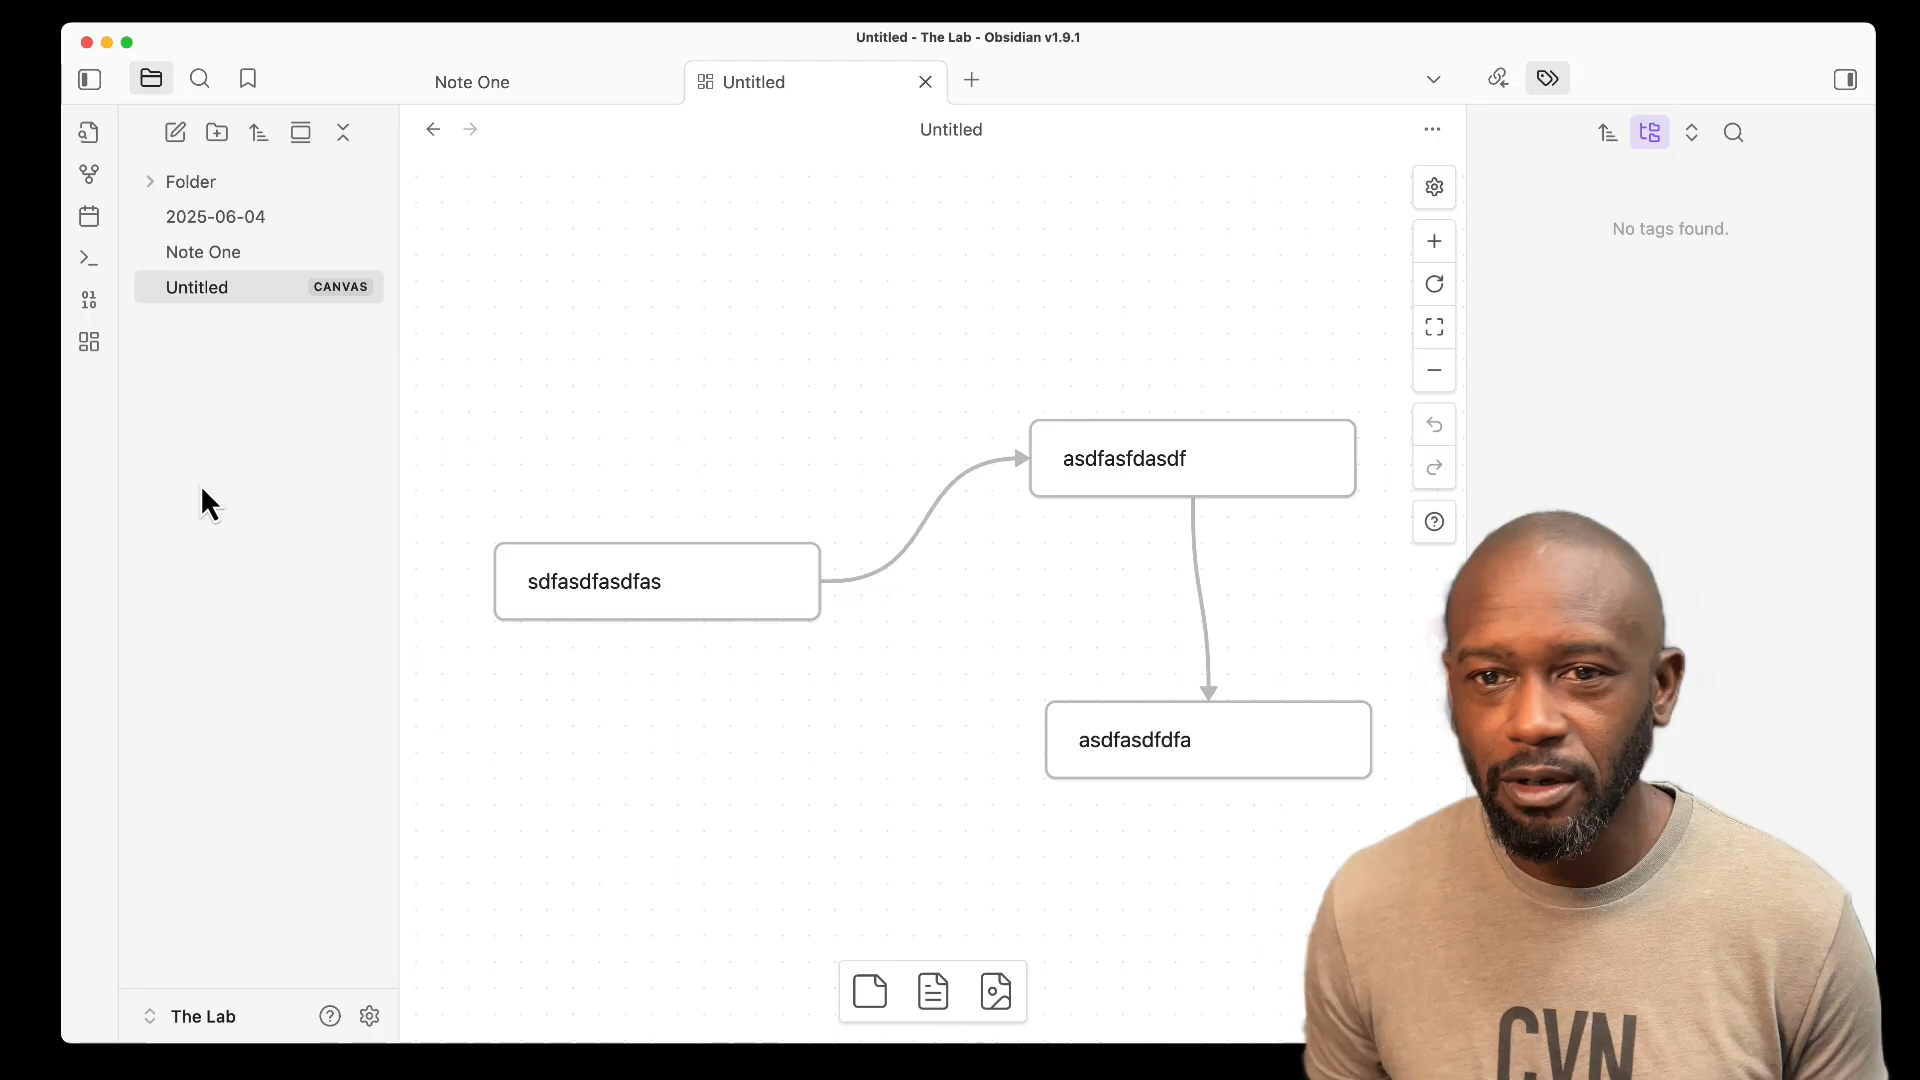 Untitled - The Lab - Obsidian v1.9.1
Note One
Untitled
Untitled
Folder
2025-06-04
Note One
Untitled CANVAS
No tags found.
asdfasfdasdf
sdfasdfasdfas
asdfasdfdfa
The Lab
CVN